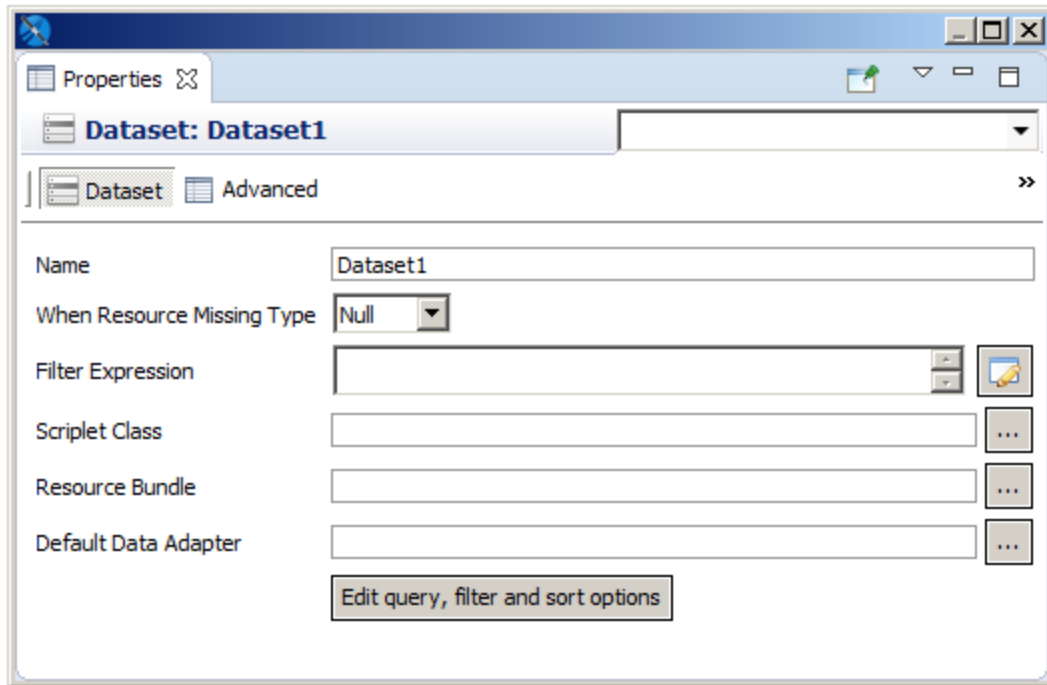 Properties
Dataset: Dataset1
Dataset Advanced »
Name Dataset1
When Resource Missing Type Null
Filter Expression
Scriplet Class ...
Resource Bundle ...
Default Data Adapter ...
Edit query, filter and sort options